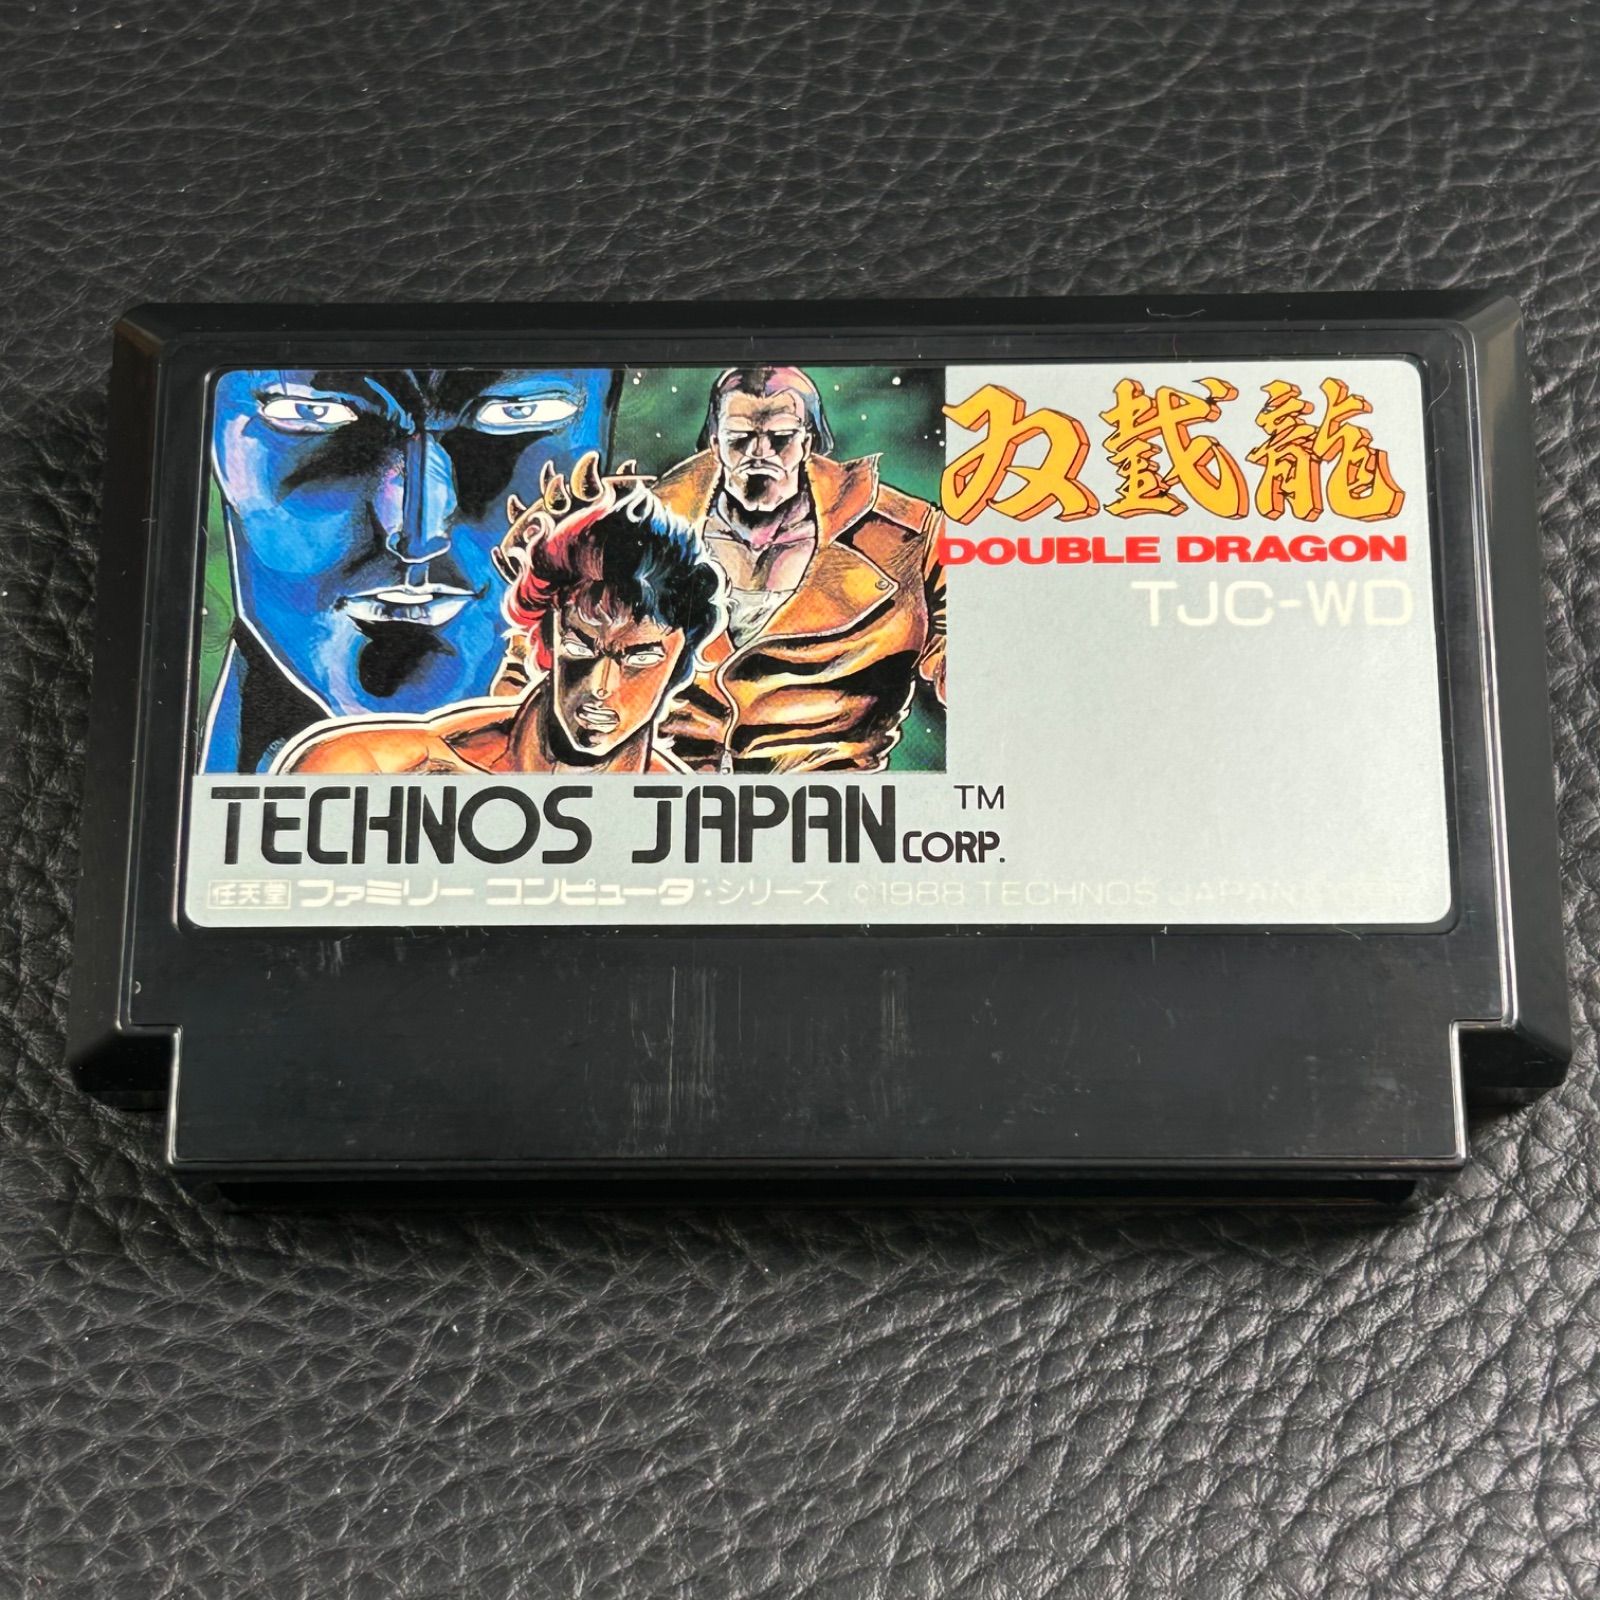 双截龍
DOUBLE DRAGON
TJC-WD
TECHNOS JAPAN CORP. TM
任天堂 ファミリー コンピュータ・シリーズ ©1988 TECHNOS JAPAN